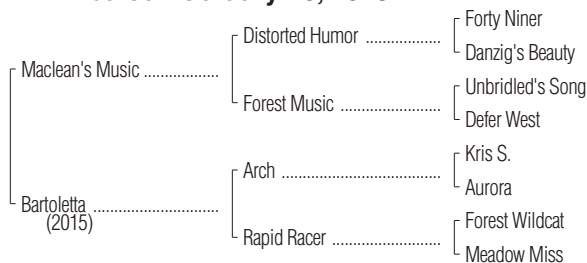 Forty Niner
Distorted Humor ....................
Danzig's Beauty
Maclean's Music ....................
Unbridled's Song
Forest Music ..........................
Defer West
Kris S.
Arch .......................................
Aurora
Bartoletta ................................
(2015)
Forest Wildcat
Rapid Racer ...........................
Meadow Miss